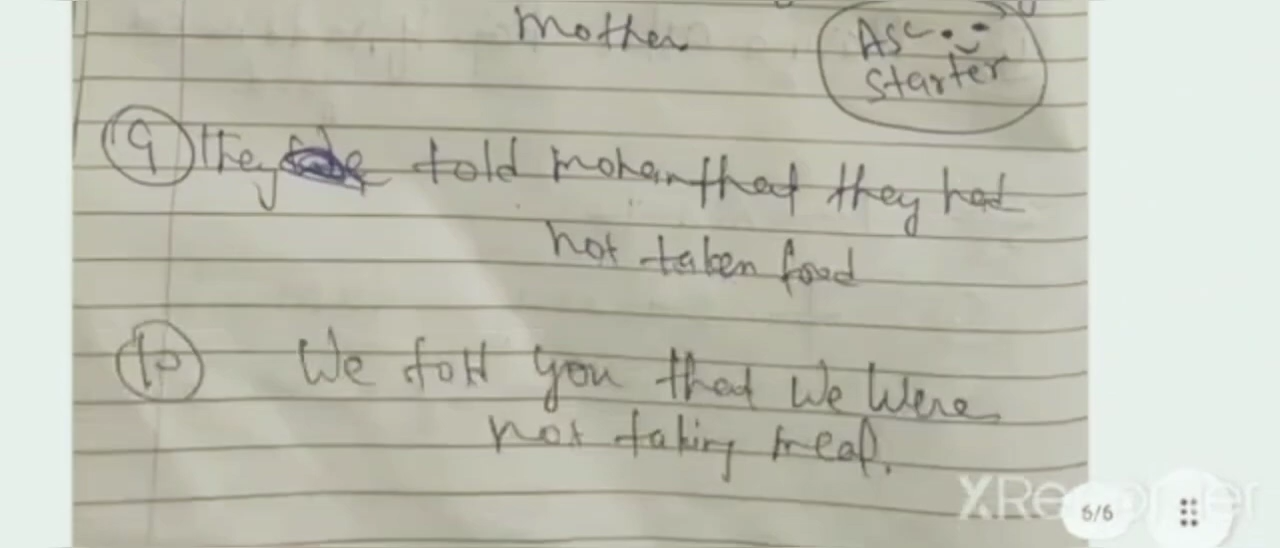 Mother
Asc
Starter
9 They told mohan that they had
not taken food
10 We told you that we were
not taking meal.
XRecorder
6/6